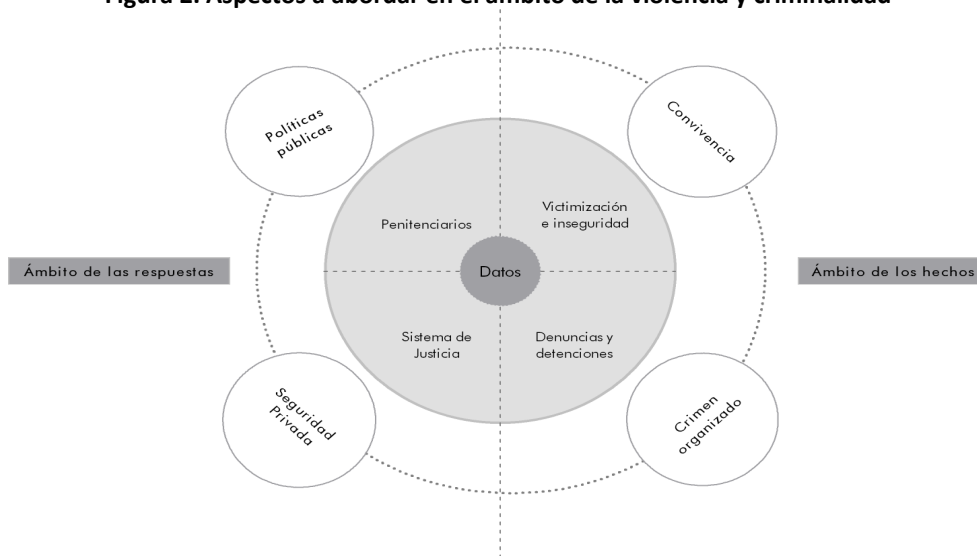 Figura 2. Aspectos a abordar en el ámbito de la violencia y criminalidad
Políticas
públicas
Convivencia
Penitenciarios
Victimización
e inseguridad
Ámbito de las respuestas
Datos
Ámbito de los hechos
Sistema de
Justicia
Denuncias y
detenciones
Seguridad
Privada
Crimen
organizado